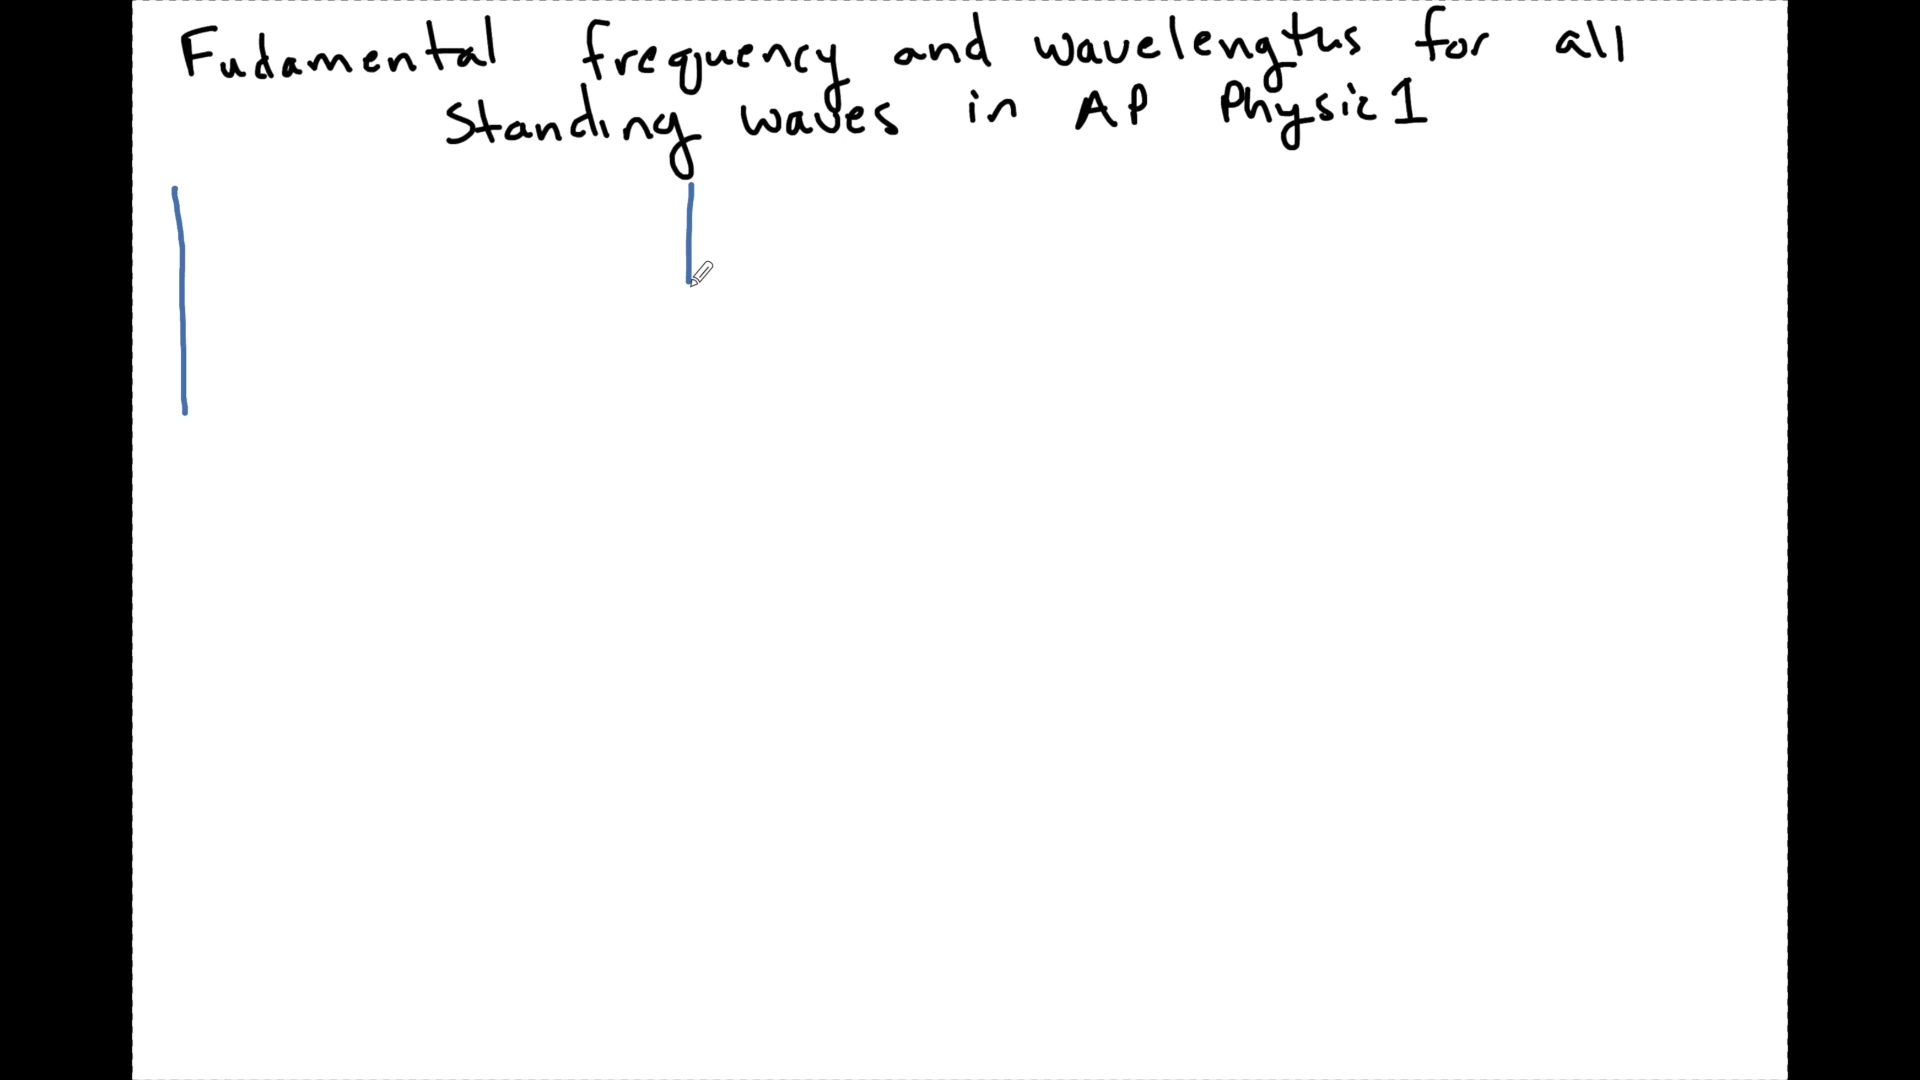 Fudamental frequency and wavelengths for all
Standing waves in AP Physic 1